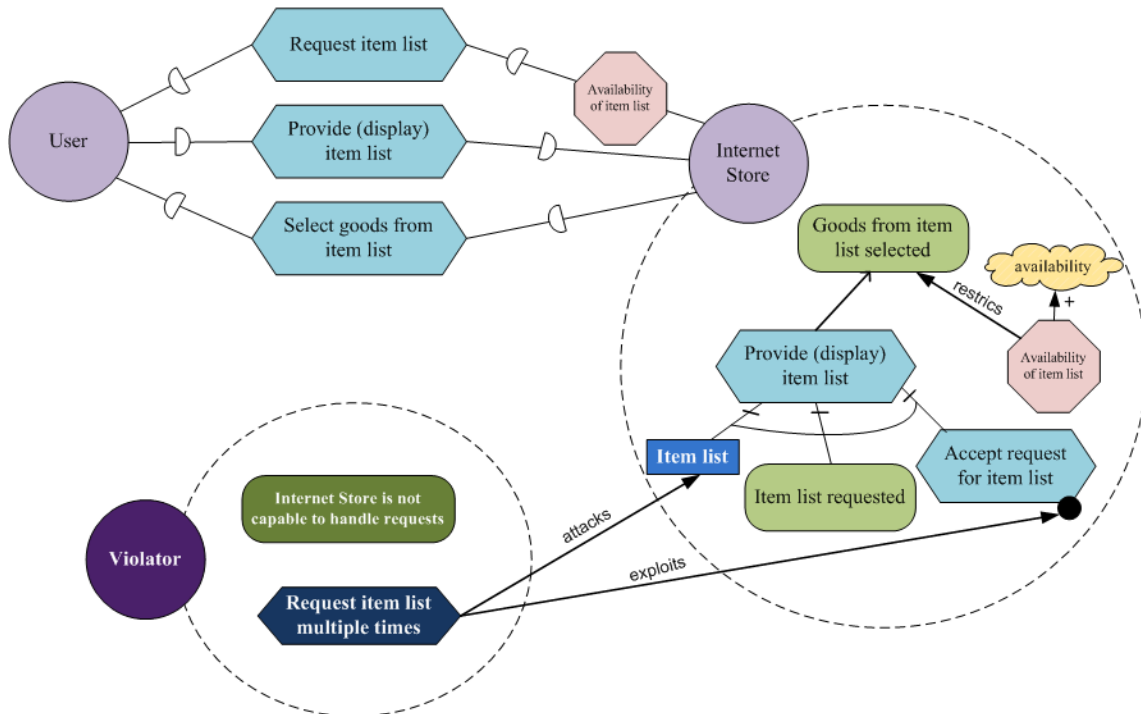 Request item list
Availability
of item list
User
Provide (display)
item list
Internet
Store
Select goods from
item list
Goods from item
list selected
availability
+
restrics
Provide (display)
item list
Availability
of item list
Item list
Accept request
for item list
Item list requested
Internet Store is not
capable to handle requests
attacks
Violator
exploits
Request item list
multiple times